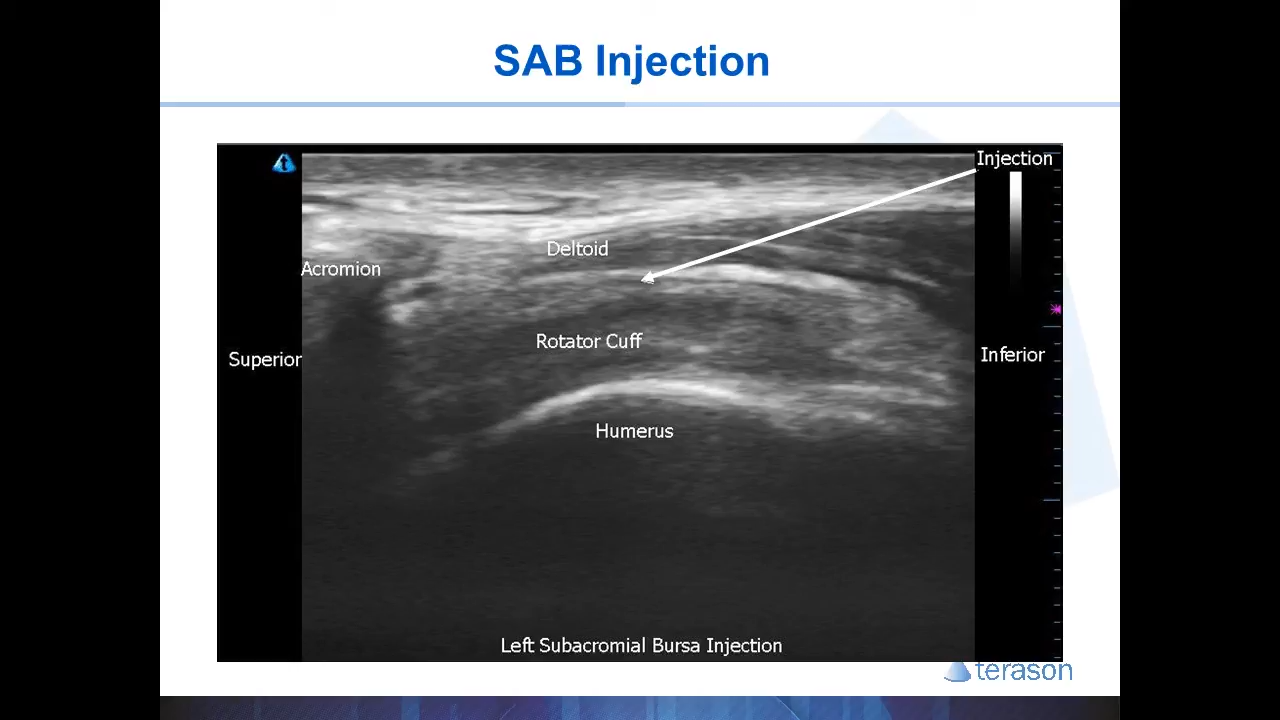 SAB Injection
Injection
Deltoid
Acromion
Rotator Cuff
Superior
Inferior
Humerus
Left Subacromial Bursa Injection
terason